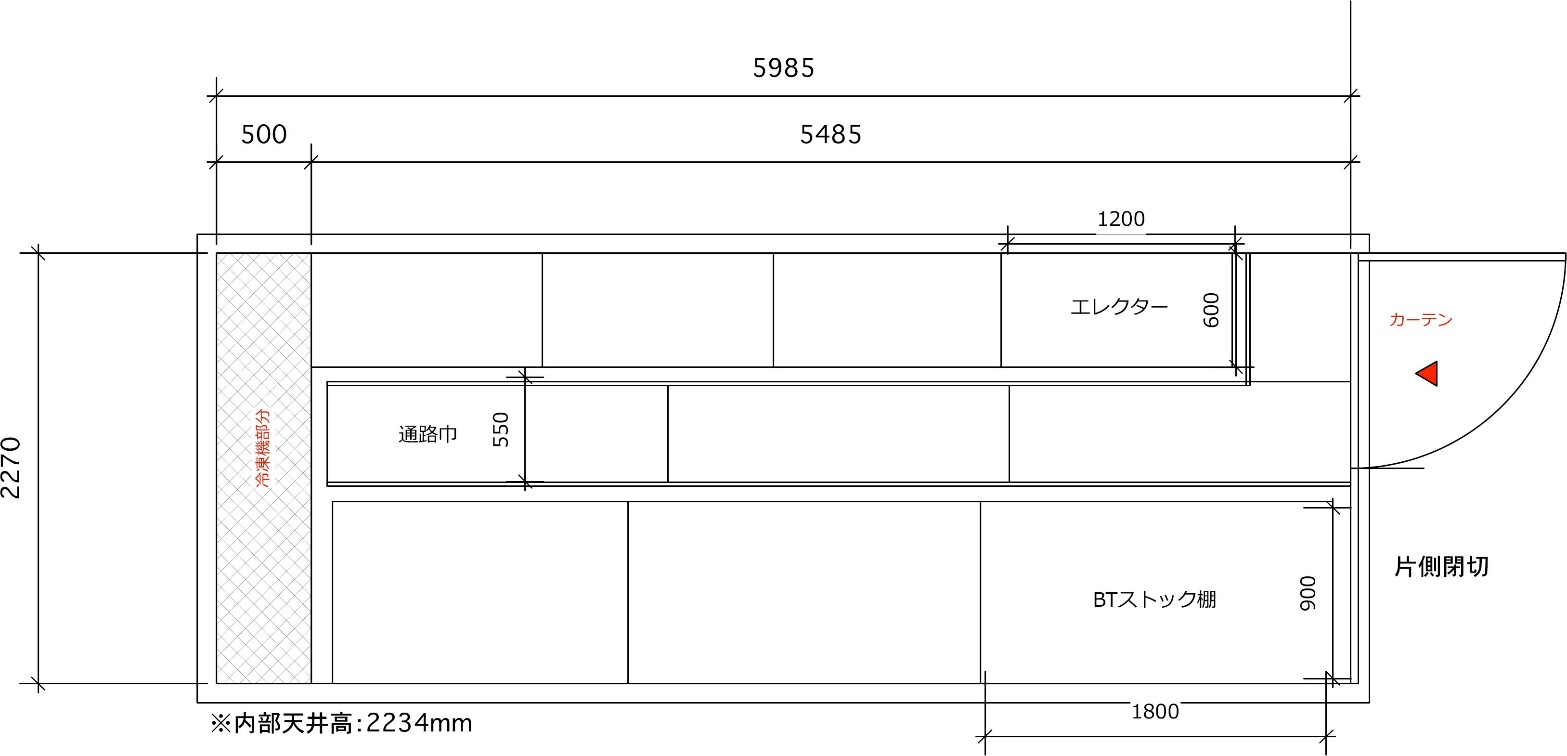 5985
500
5485
1200
エレクター
600
カーテン
通路巾
550
冷凍機部分
2270
片側閉切
BTストック棚
900
1800
※内部天井高:2234mm